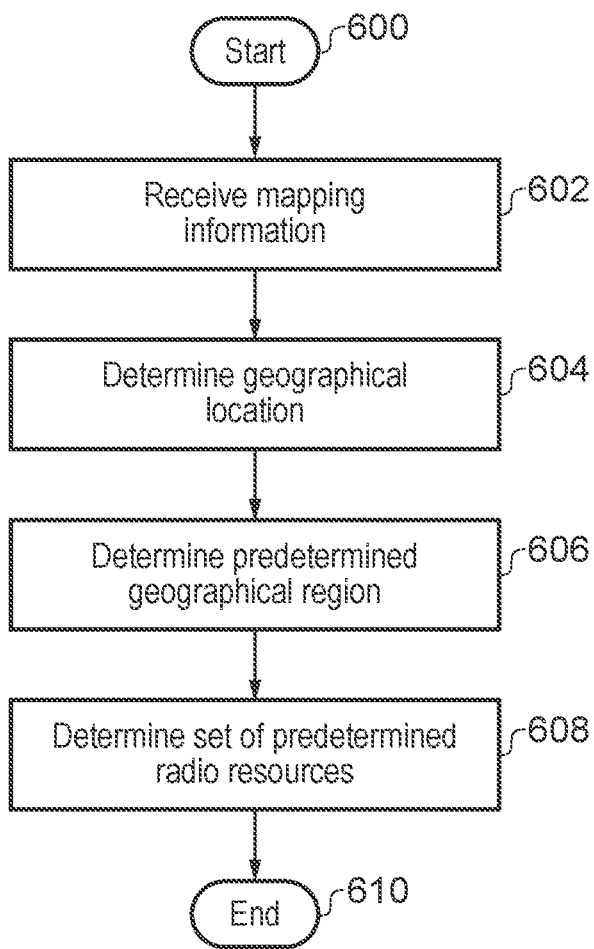 Start
600
Receive mapping
information
602
Determine geographical
location
604
Determine predetermined
geographical region
606
Determine set of predetermined
radio resources
608
End
610